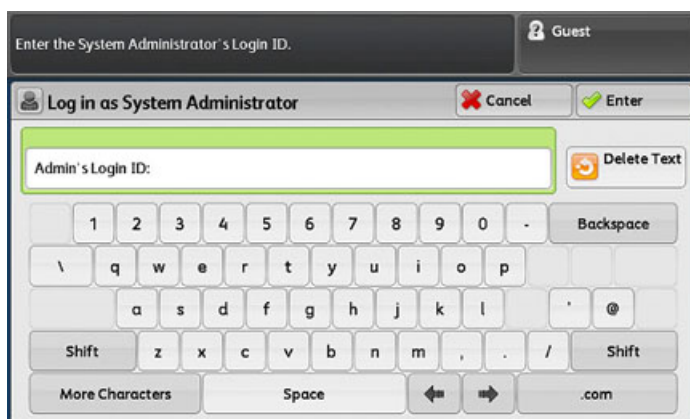 Enter the System Administrator's Login ID.
Guest
Log in as System Administrator
Cancel
Enter
Admin's Login ID:
Delete Text
1 2 3 4 5 6 7 8 9 0 - Backspace
\ q w e r t y u i o p
a s d f g h j k l ' @
Shift z x c v b n m , . / Shift
More Characters Space .com